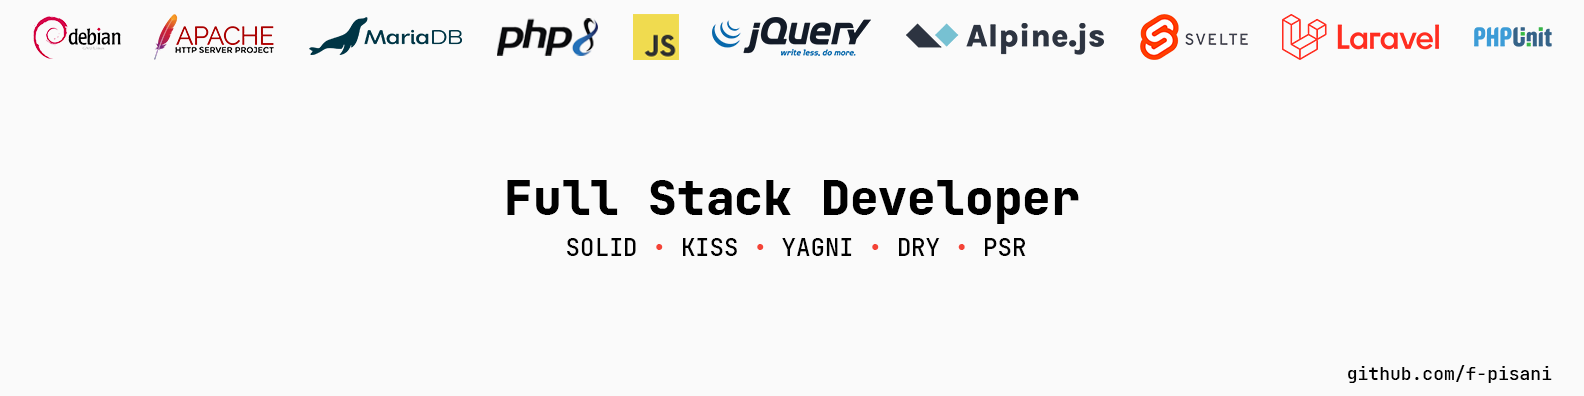 debian
APACHE
HTTP SERVER PROJECT
MariaDB
php8
JS
jQuery
write less, do more.
Alpine.js
SVELTE
Laravel
PHPUnit
Full Stack Developer
SOLID • KISS • YAGNI • DRY • PSR
github.com/f-pisani